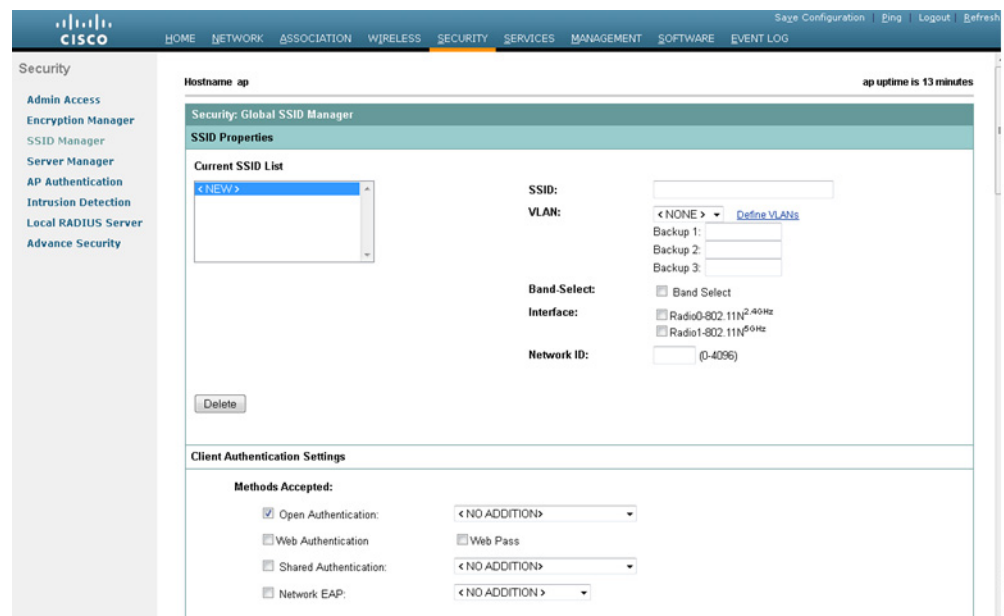 Save Configuration | Ping | Logout | Refresh
CISCO
HOME NETWORK ASSOCIATION WIRELESS SECURITY SERVICES MANAGEMENT SOFTWARE EVENT LOG
Security
Admin Access
Encryption Manager
SSID Manager
Server Manager
AP Authentication
Intrusion Detection
Local RADIUS Server
Advance Security
Hostname ap
ap uptime is 13 minutes
Security: Global SSID Manager
SSID Properties
Current SSID List
< NEW >
SSID:
VLAN: < NONE > Define VLANs
Backup 1:
Backup 2:
Backup 3:
Band-Select: Band Select
Interface: Radio0-802.11N2.4GHz
Radio1-802.11N5GHz
Network ID: (0-4096)
Delete
Client Authentication Settings
Methods Accepted:
Open Authentication: < NO ADDITION>
Web Authentication Web Pass
Shared Authentication: < NO ADDITION>
Network EAP: < NO ADDITION >